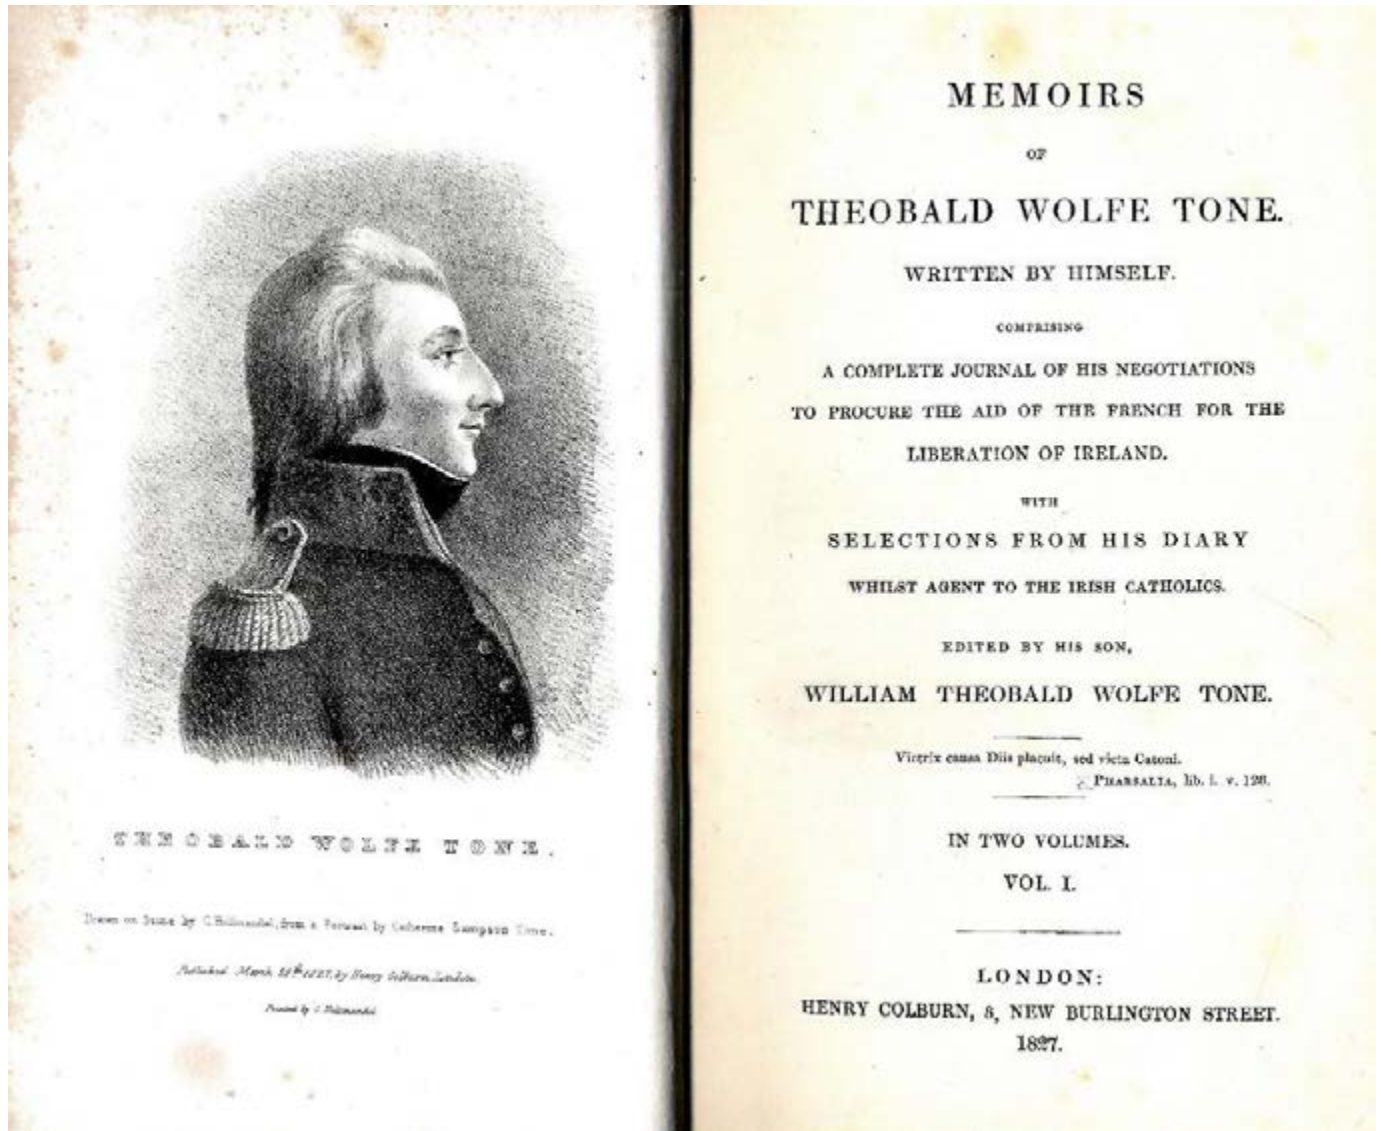 THEOBALD WOLFE TONE.
Drawn on Stone by C. Hullmandel, from a Portrait by Catherine Sampson Tone.
Published March 25th 1827, by Henry Colburn, London.
Printed by C. Hullmandel
MEMOIRS
OF
THEOBALD WOLFE TONE.
WRITTEN BY HIMSELF.
COMPRISING
A COMPLETE JOURNAL OF HIS NEGOTIATIONS
TO PROCURE THE AID OF THE FRENCH FOR THE
LIBERATION OF IRELAND.
WITH
SELECTIONS FROM HIS DIARY
WHILST AGENT TO THE IRISH CATHOLICS.
EDITED BY HIS SON,
WILLIAM THEOBALD WOLFE TONE.
Victrix causa Diis placuit, sed victa Catoni.
PHARSALIA, lib. i. v. 128.
IN TWO VOLUMES.
VOL. I.
LONDON:
HENRY COLBURN, 8, NEW BURLINGTON STREET.
1827.